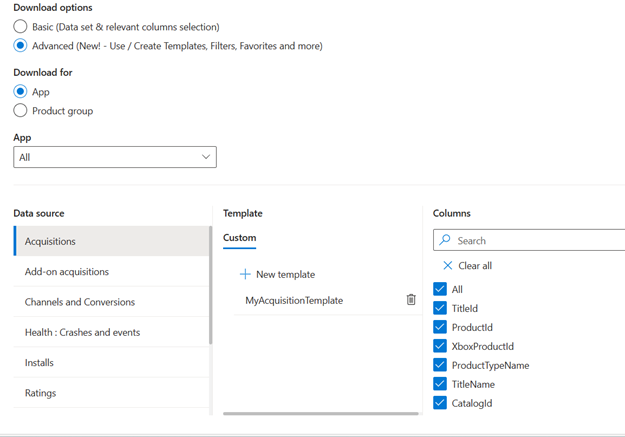 Download options
Basic (Data set & relevant columns selection)
Advanced (New! - Use / Create Templates, Filters, Favorites and more)
Download for
App
Product group
App
All
Data source
Acquisitions
Add-on acquisitions
Channels and Conversions
Health : Crashes and events
Installs
Ratings
Template
Custom
New template
MyAcquisitionTemplate
Columns
Search
Clear all
All
TitleId
ProductId
XboxProductId
ProductTypeName
TitleName
CatalogId